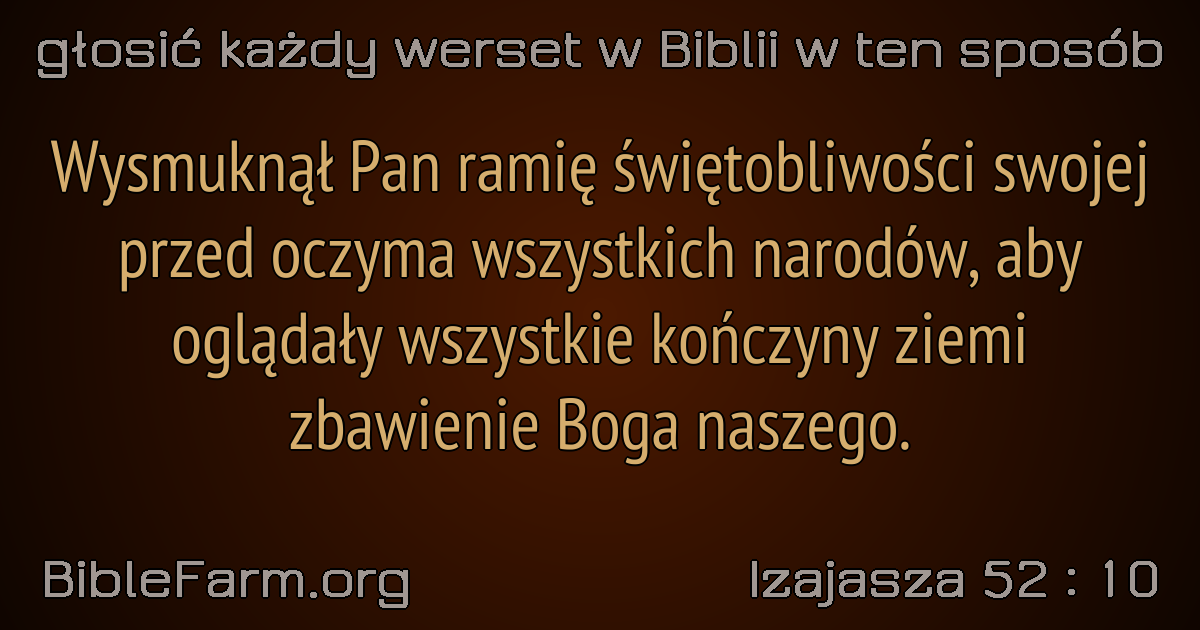 głosić każdy werset w Biblii w ten sposób
Wysmuknął Pan ramię świętobliwości swojej
przed oczyma wszystkich narodów, aby
oglądały wszystkie kończyny ziemi
zbawienie Boga naszego.
BibleFarm.org
Izajasza 52 : 10